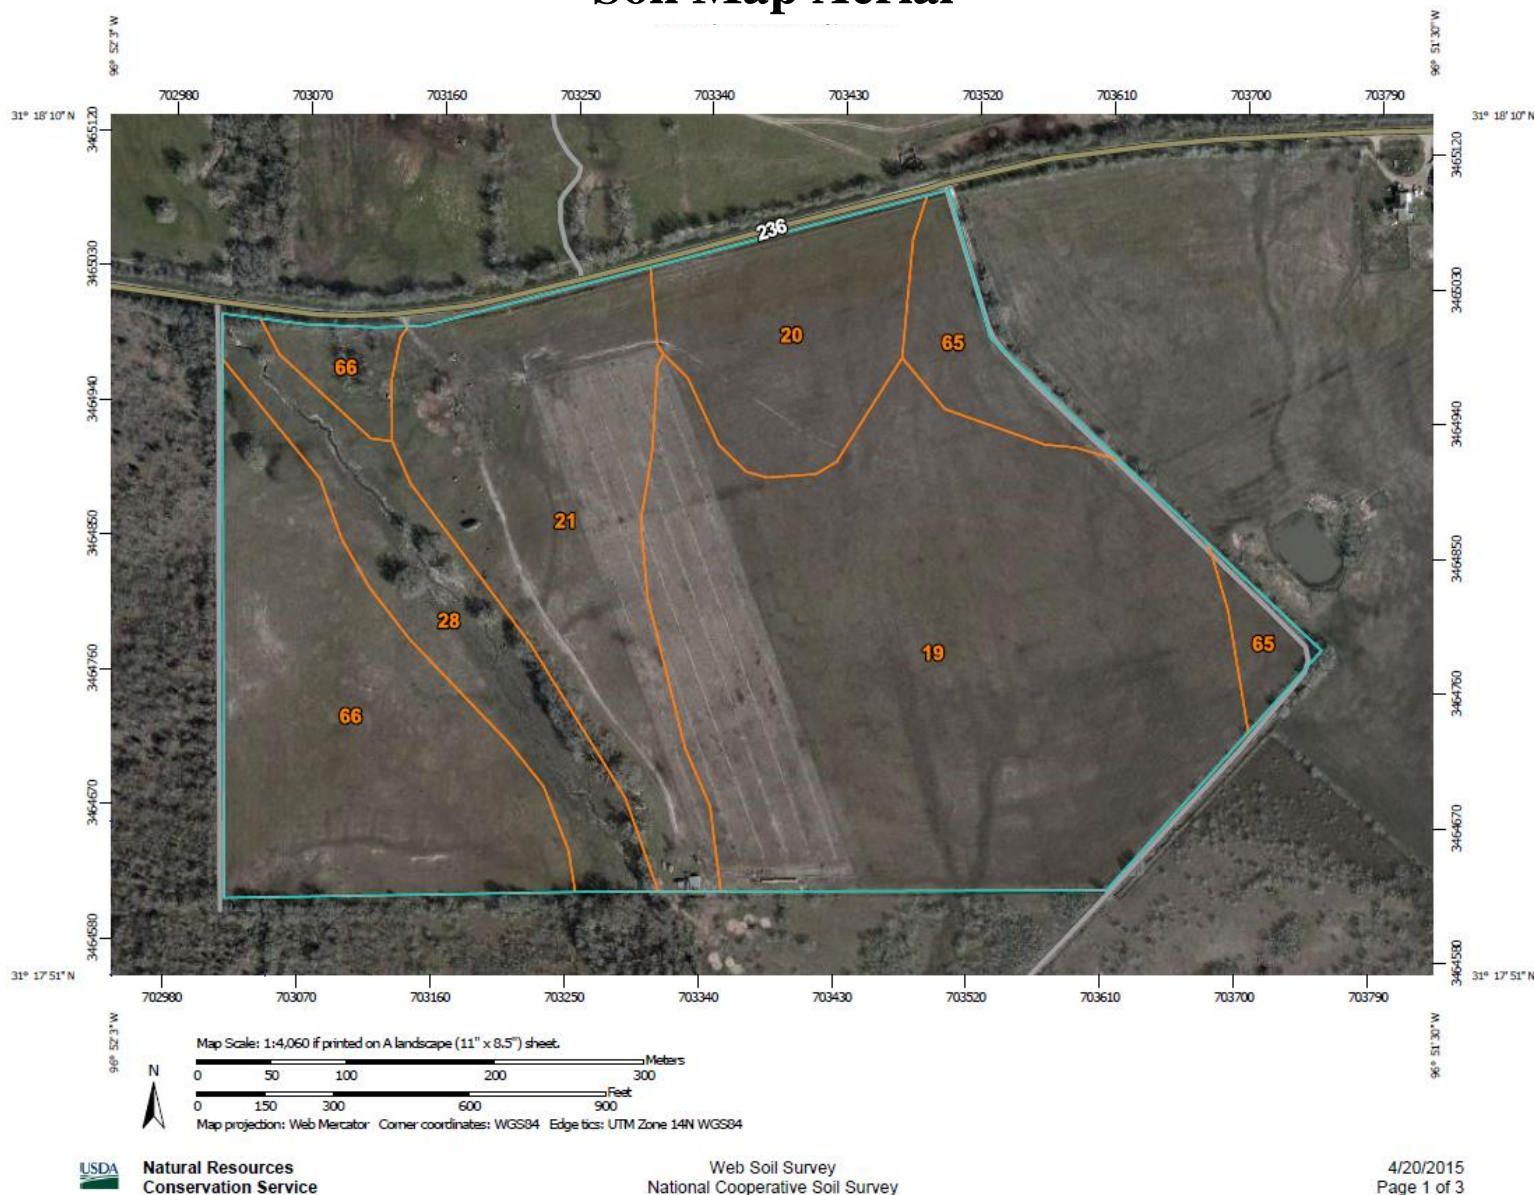 Soil Map Aerial
96° 52' 3" W
96° 51' 30" W
702980 703070 703160 703250 703340 703430 703520 703610 703700 703790
31° 18' 10" N
31° 18' 10" N
3465120
3465120
236
3465030
3465030
20
65
66
3464940
3464940
21
3464850
3464850
28
19
65
3464760
3464760
66
3464670
3464670
3464580
3464580
31° 17' 51" N
31° 17' 51" N
702980 703070 703160 703250 703340 703430 703520 703610 703700 703790
96° 52' 3" W
96° 51' 30" W
Map Scale: 1:4,060 if printed on A landscape (11" x 8.5") sheet.
N
Meters
0 50 100 200 300
Feet
0 150 300 600 900
Map projection: Web Mercator Corner coordinates: WGS84 Edge tics: UTM Zone 14N WGS84
USDA
Natural Resources
Conservation Service
Web Soil Survey
National Cooperative Soil Survey
4/20/2015
Page 1 of 3